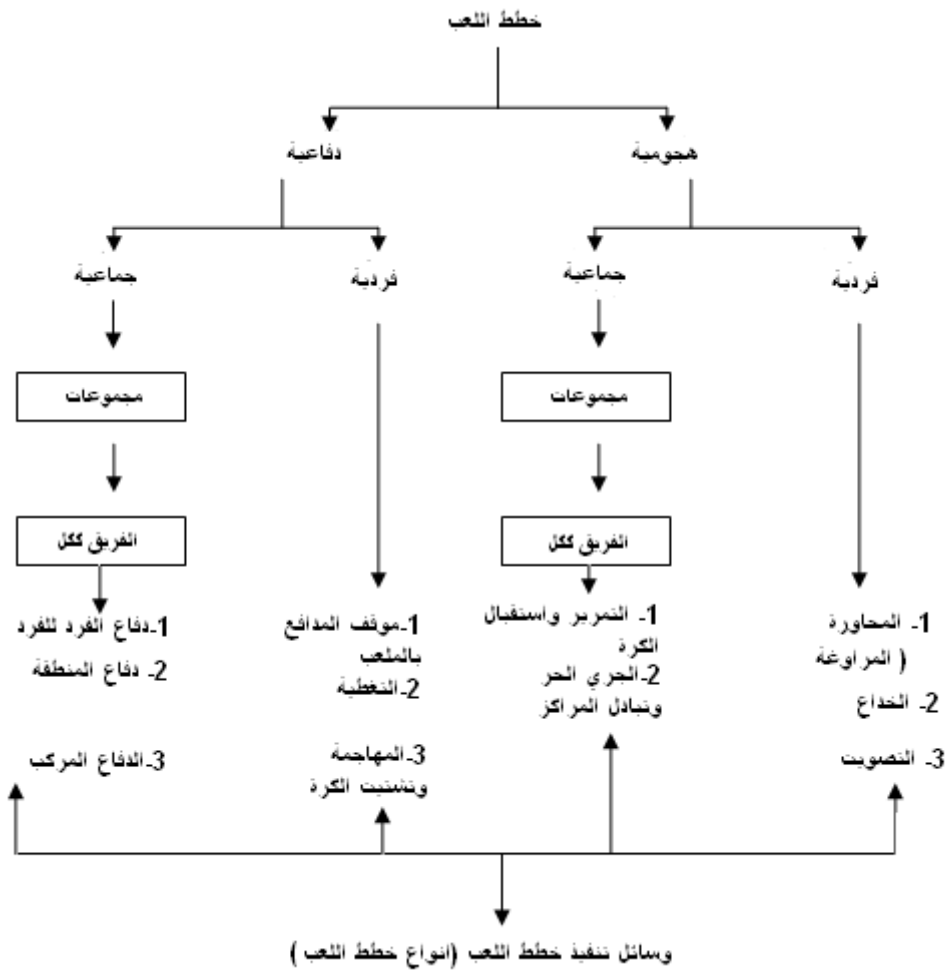 خطط اللعب
هجومية
دفاعية
فردية
جماعية
فردية
جماعية
مجموعات
مجموعات
الفريق ككل
الفريق ككل
1- المحاورة
( المراوغة
2- الخداع
3- التصويت
1- التمرير واستقبال
الكرة
2-الجري الحر
وتبادل المراكز
1-موقف المدافع
بالملعب
2-التغطية
3-المهاجمة
وتشتيت الكرة
1-دفاع الفرد للفرد
2- دفاع المنطقة
3-الدفاع المركب
وسائل تنفيذ خطط اللعب (انواع خطط اللعب )